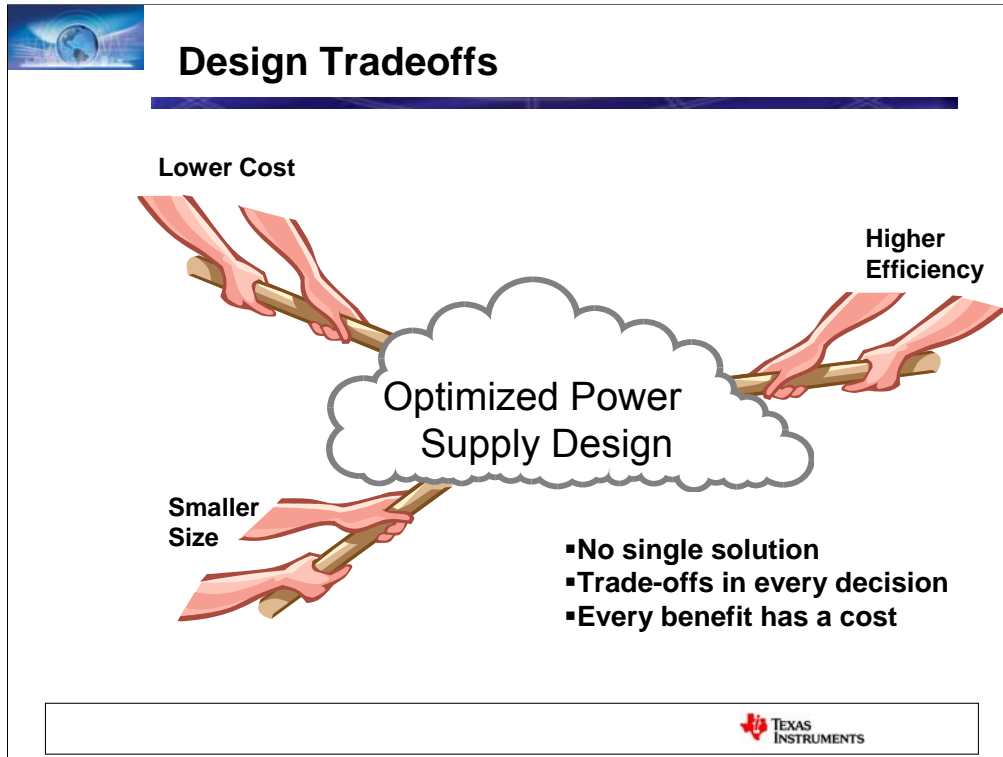 Design Tradeoffs
Lower Cost
Higher
Efficiency
Optimized Power
Supply Design
Smaller
Size
▪No single solution
▪Trade-offs in every decision
▪Every benefit has a cost
TEXAS
INSTRUMENTS